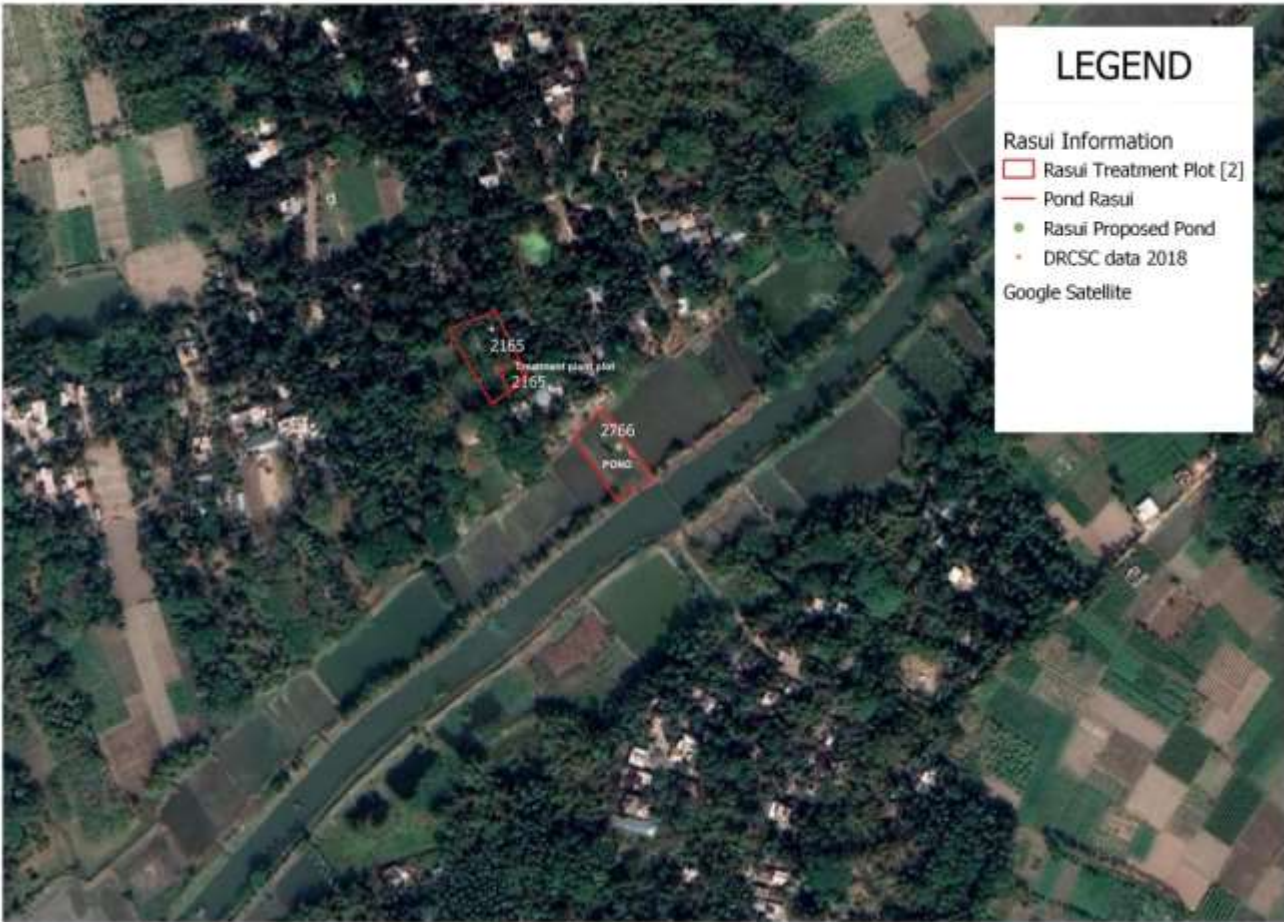 LEGEND
Rasui Information
Rasui Treatment Plot [2]
Pond Rasui
Rasui Proposed Pond
DRCSC data 2018
Google Satellite
2165
Treatment plant plot
2165
2766
POND